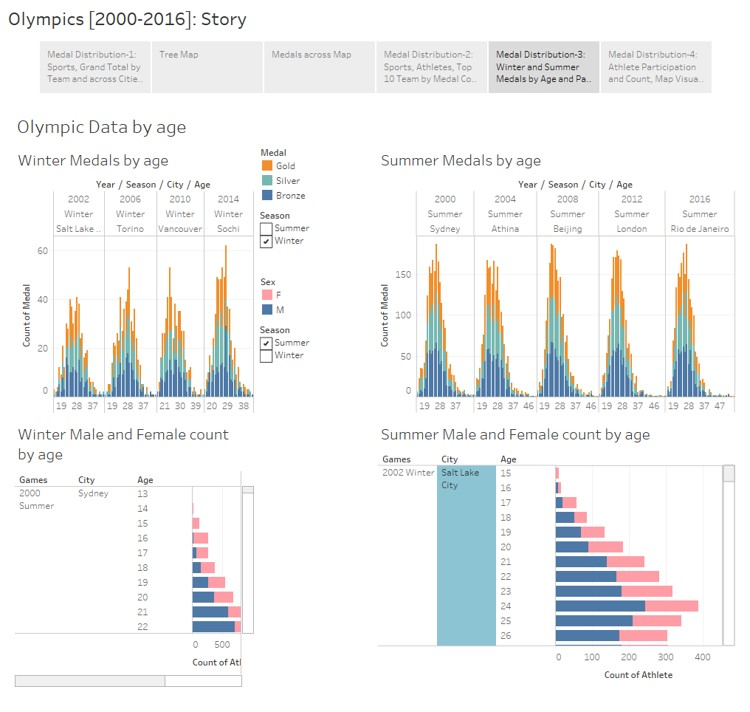 Olympics [2000-2016]: Story
Medal Distribution-1:
Sports, Grand Total by
Team and across Citie..
Tree Map
Medals across Map
Medal Distribution-2:
Sports, Athletes, Top
10 Team by Medal Co..
Medal Distribution-3:
Winter and Summer
Medals by Age and Pa..
Medal Distribution-4:
Athlete Participation
and Count, Map Visua..
Olympic Data by age
Winter Medals by age
Year / Season / City / Age
2002 2006 2010 2014
Winter Winter Winter Winter
Salt Lake .. Torino Vancouver Sochi
Count of Medal
60
40
20
0
19 28 37 19 28 37 21 30 39 20 29 38
Medal
Gold
Silver
Bronze
Season
Summer
Winter
Sex
F
M
Season
Summer
Winter
Summer Medals by age
Year / Season / City / Age
2000 2004 2008 2012 2016
Summer Summer Summer Summer Summer
Sydney Athina Beijing London Rio de Janeiro
Count of Medal
150
100
50
0
19 28 37 19 28 37 46 19 28 37 46 19 28 37 46 19 28 37 47
Winter Male and Female count
by age
Games City Age
2000 Sydney 13
Summer 14
15
16
17
18
19
20
21
22
0 500
Count of Atl
Summer Male and Female count by age
Games City Age
2002 Winter Salt Lake 15
City 16
17
18
19
20
21
22
23
24
25
26
0 100 200 300 400
Count of Athlete